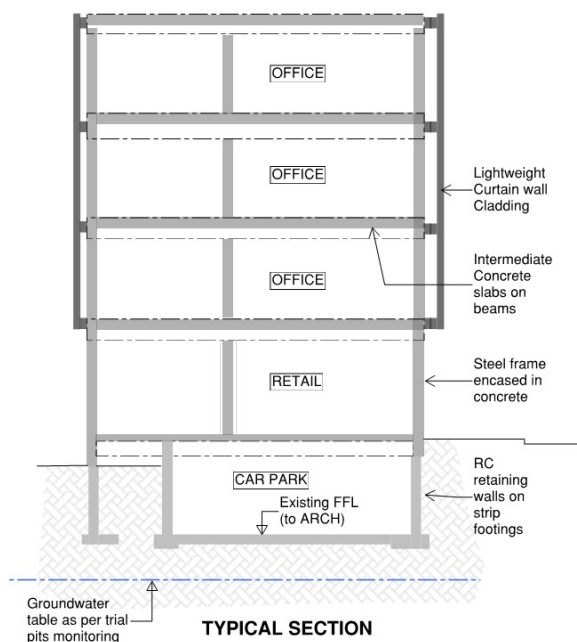 OFFICE
OFFICE
Lightweight
Curtain wall
Cladding
OFFICE
Intermediate
Concrete
slabs on
beams
RETAIL
Steel frame
encased in
concrete
CAR PARK
Existing FFL
(to ARCH)
RC
retaining
walls on
strip
footings
Groundwater
table as per trial
pits monitoring
TYPICAL SECTION